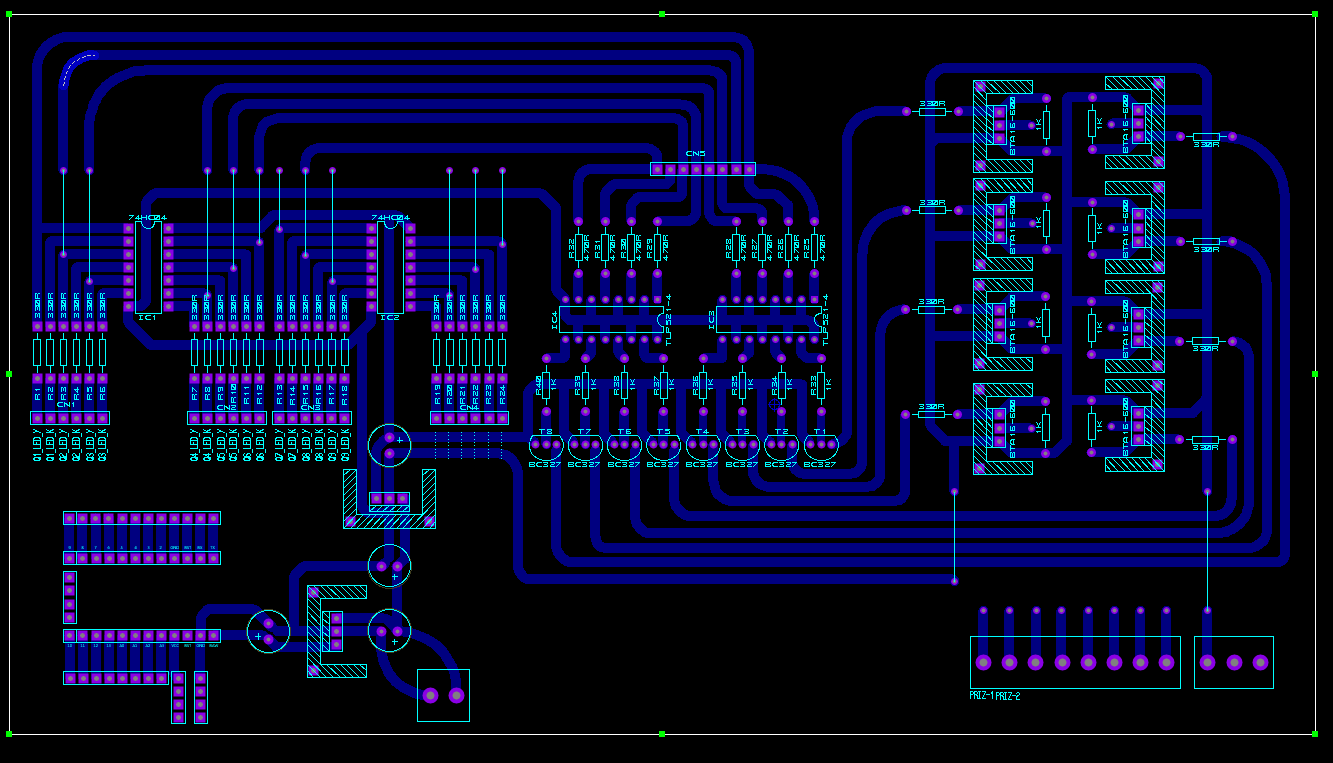 CN5
330R
1K
BTA16-600
BTA16-600
1K
330R
330R
1K
BTA16-600
BTA16-600
1K
330R
330R
1K
BTA16-600
BTA16-600
1K
330R
330R
1K
BTA16-600
BTA16-600
1K
330R
74HC04
74HC04
R32 470R
R31 470R
R30 470R
R29 470R
R28 470R
R27 470R
R26 470R
R25 470R
IC1
IC2
IC4
TLP521-4
IC3
TLP521-4
330R 330R 330R 330R 330R 330R
330R 330R 330R 330R 330R 330R
330R 330R 330R 330R 330R 330R
330R 330R 330R 330R 330R 330R
R1 R2 R3 R4 R5 R6
R7 R8 R9 R10 R11 R12
R13 R14 R15 R16 R17 R18
R19 R20 R21 R22 R23 R24
CN1
CN2
CN3
CN4
R40 1K
R39 1K
R38 1K
R37 1K
R36 1K
R35 1K
R34 1K
R33 1K
Q1_LED_Y
Q1_LED_K
Q2_LED_Y
Q2_LED_K
Q3_LED_Y
Q3_LED_K
Q4_LED_Y
Q4_LED_K
Q5_LED_Y
Q5_LED_K
Q6_LED_Y
Q6_LED_K
Q7_LED_Y
Q7_LED_K
Q8_LED_Y
Q8_LED_K
Q9_LED_Y
Q9_LED_K
T8 T7 T6 T5 T4 T3 T2 T1
BC327 BC327 BC327 BC327 BC327 BC327 BC327 BC327
+
+
+
+
PRIZ-1 PRIZ-2